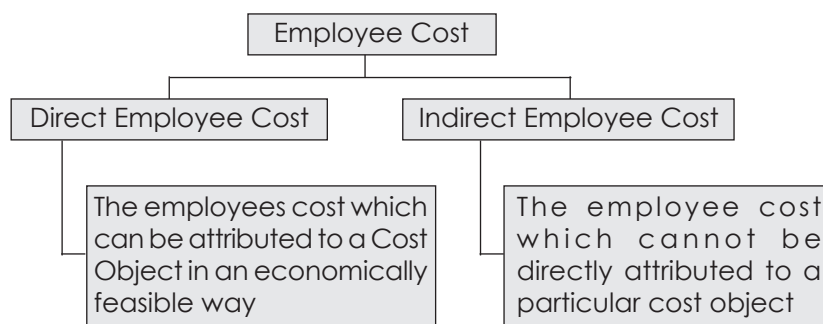 Employee Cost
Direct Employee Cost
Indirect Employee Cost
The employees cost which
can be attributed to a Cost
Object in an economically
feasible way
The employee cost
which cannot be
directly attributed to a
particular cost object